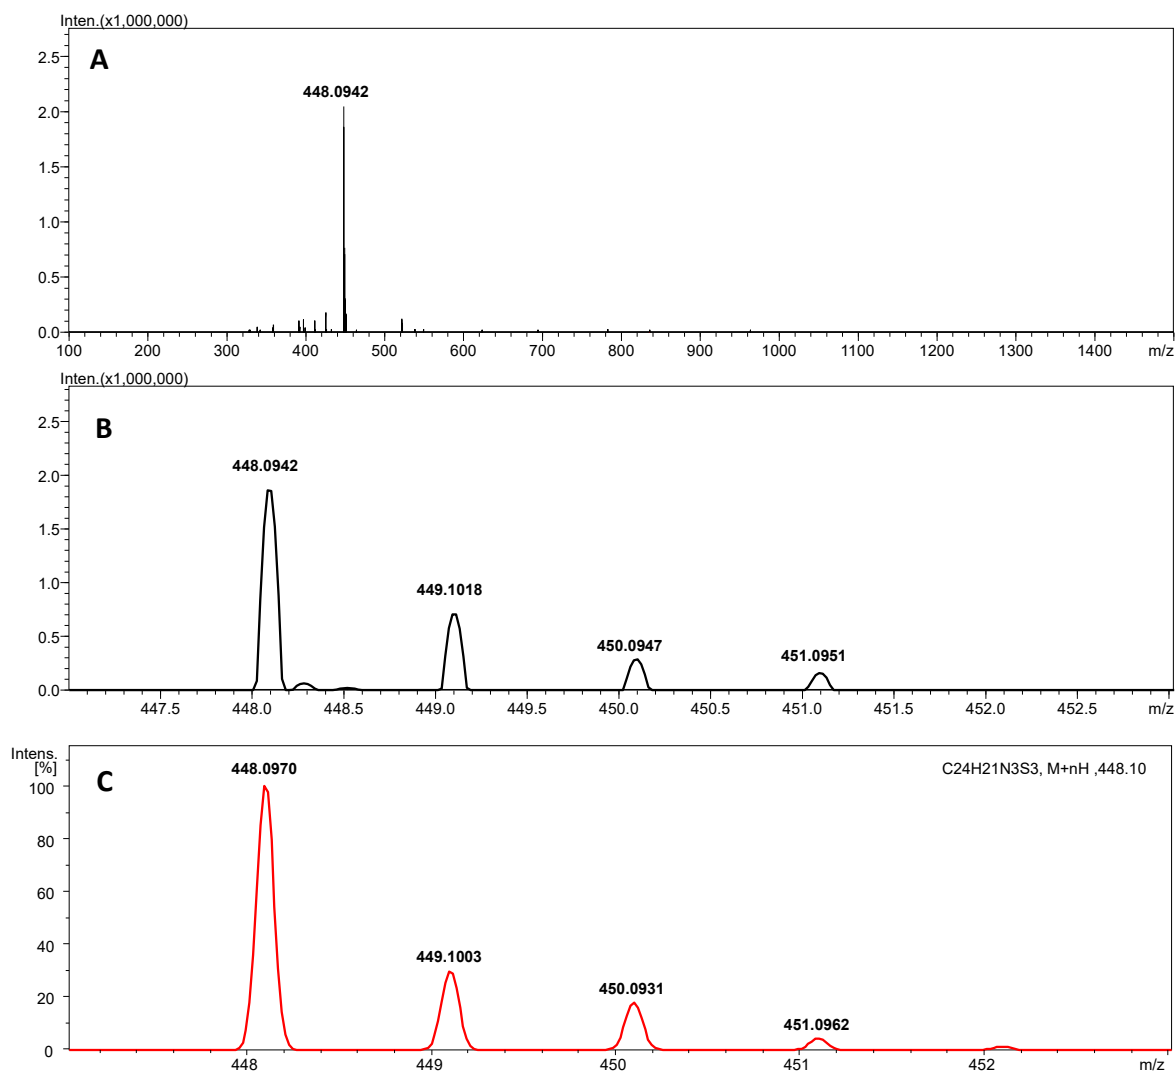 Inten.(x1,000,000)
2.5
A
448.0942
2.0
1.5
1.0
0.5
0.0
100 200 300 400 500 600 700 800 900 1000 1100 1200 1300 1400 m/z
Inten.(x1,000,000)
2.5
B
448.0942
2.0
1.5
449.1018
1.0
450.0947
451.0951
0.5
0.0
447.5 448.0 448.5 449.0 449.5 450.0 450.5 451.0 451.5 452.0 452.5 m/z
Intens.
[%]
448.0970
C24H21N3S3, M+nH ,448.10
C
100
80
60
40
449.1003
450.0931
20
451.0962
0
448 449 450 451 452 m/z